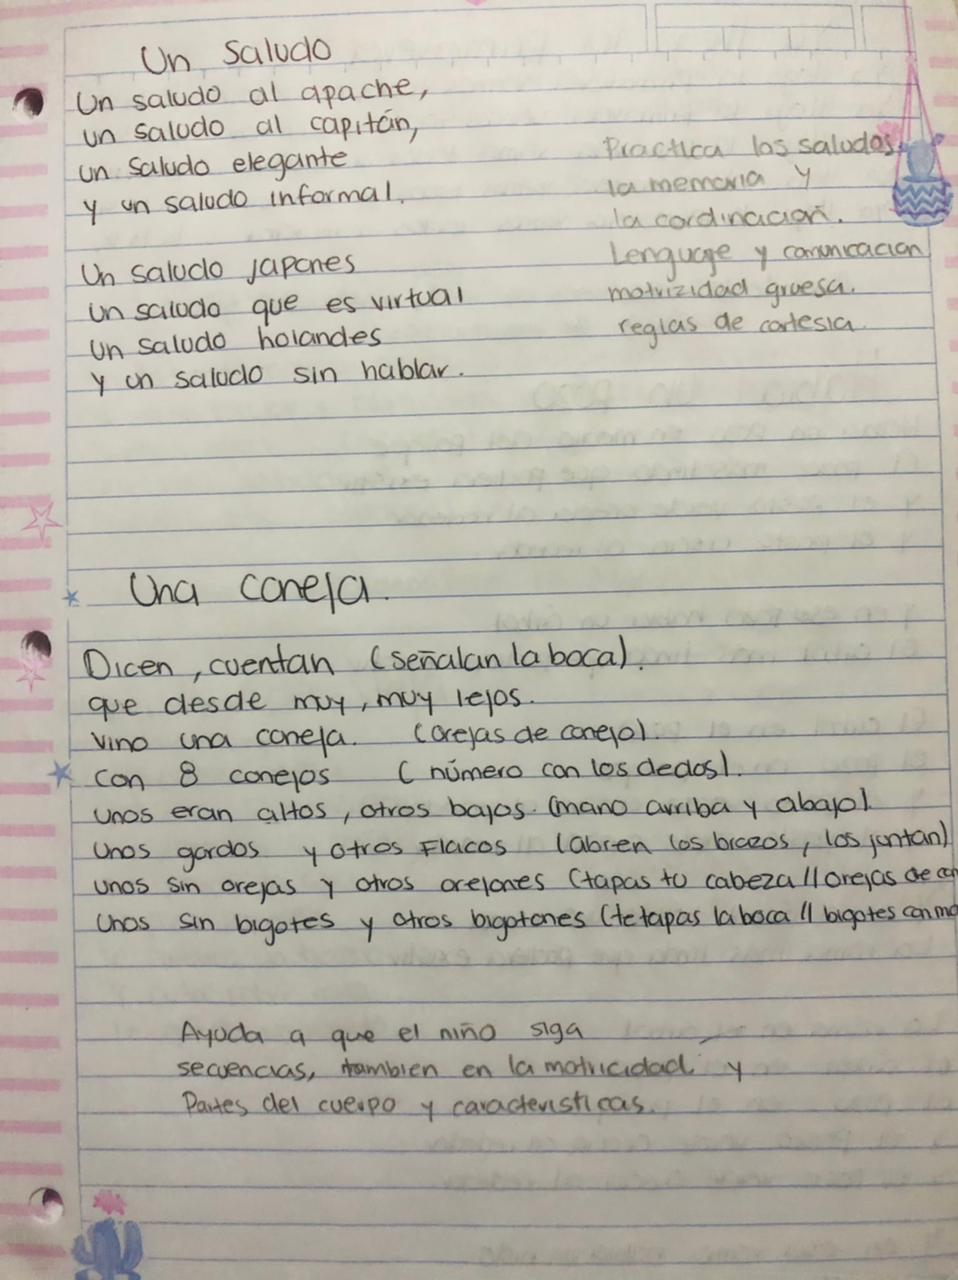 Un Saludo
Un saludo al apache,
un saludo al capitán,
un saludo elegante
y un saludo informal.
Practica los saludos
la memoria y
la cordinación.
Lenguaje y comunicacion
motrizidad gruesa.
reglas de cortesia.
Un saludo japones
un saludo que es virtual
un saludo holandes
y un saludo sin hablar.
Una coneja.
Dicen, cuentan (señalan la boca).
que desde muy, muy lejos.
vino una coneja. (orejas de conejo).
con 8 conejos (número con los dedos).
unos eran altos, otros bajos. (mano arriba y abajo).
unos gordos y otros flacos (abren los brazos, los juntan)
unos sin orejas y otros orejones (tapas tu cabeza // orejas de
unos sin bigotes y otros bigotones (te tapas la boca // bigotes con
Ayuda a que el niño siga
secuencias, tambien en la motricidad y
Partes del cuerpo y caracteristicas.